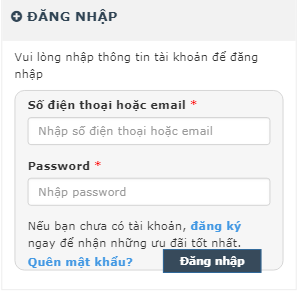 ĐĂNG NHẬP
Vui lòng nhập thông tin tài khoản để đăng
nhập
Số điện thoại hoặc email *
Nhập số điện thoại hoặc email
Password *
Nhập password
Nếu bạn chưa có tài khoản, đăng ký
ngay để nhận những ưu đãi tốt nhất.
Quên mật khẩu? Đăng nhập